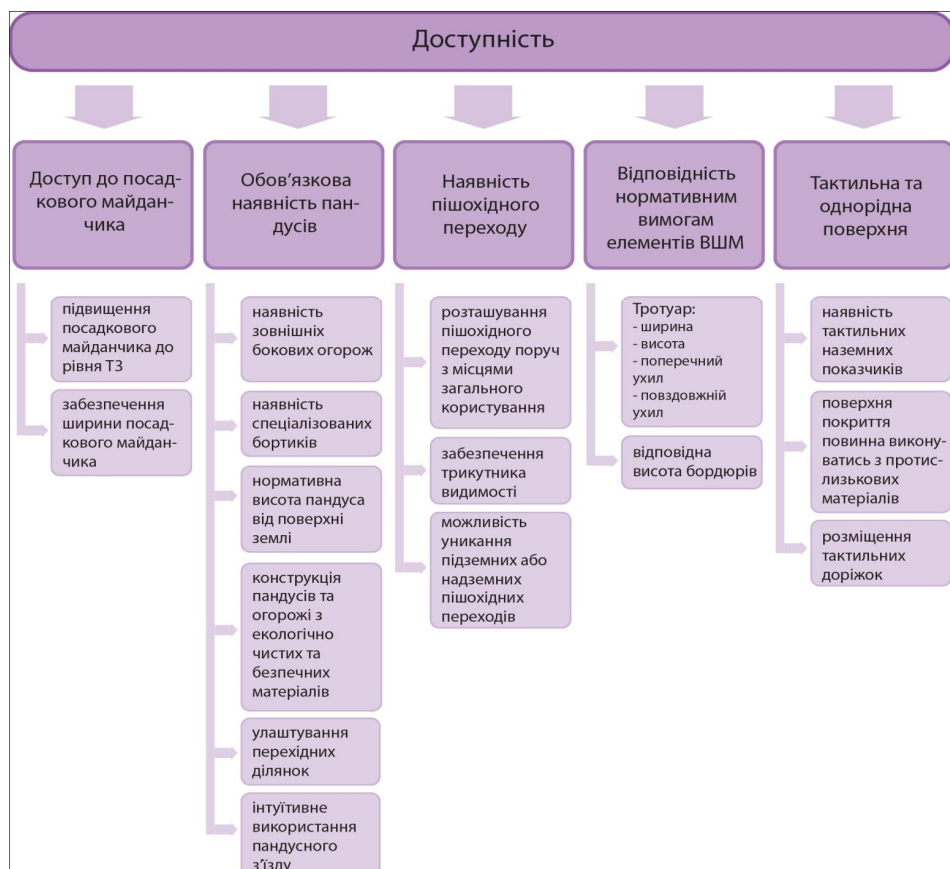 Доступність
Доступ до посад-
кового майдан-
чика
підвищення
посадкового
майданчика до
рівня ТЗ
забезпечення
ширини посад-
кового майдан-
чика
Обов’язкова
наявність пан-
дусів
наявність
зовнішніх
бокових огорож
наявність
спеціалізованих
бортиків
нормативна
висота пандуса
від поверхні
землі
конструкція
пандусів та
огорожі з
екологічно
чистих та
безпечних
матеріалів
улаштування
перехідних
ділянок
інтуїтивне
використання
пандусного
з’їзду
Наявність
пішохідного
переходу
розташування
пішохідного
переходу поруч
з місцями
загального
користування
забезпечення
трикутника
видимості
можливість
уникання
підземних або
надземних
пішохідних
переходів
Відповідність
нормативним
вимогам
елементів ВШМ
Тротуар:
- ширина
- висота
- поперечний
ухил
- повздовжній
ухил
відповідна
висота бордюрів
Тактильна та
однорідна
поверхня
наявність
тактильних
наземних
показчиків
поверхня
покриття
повинна викону-
ватись з протис-
лизькових
матеріалів
розміщення
тактильних
доріжок